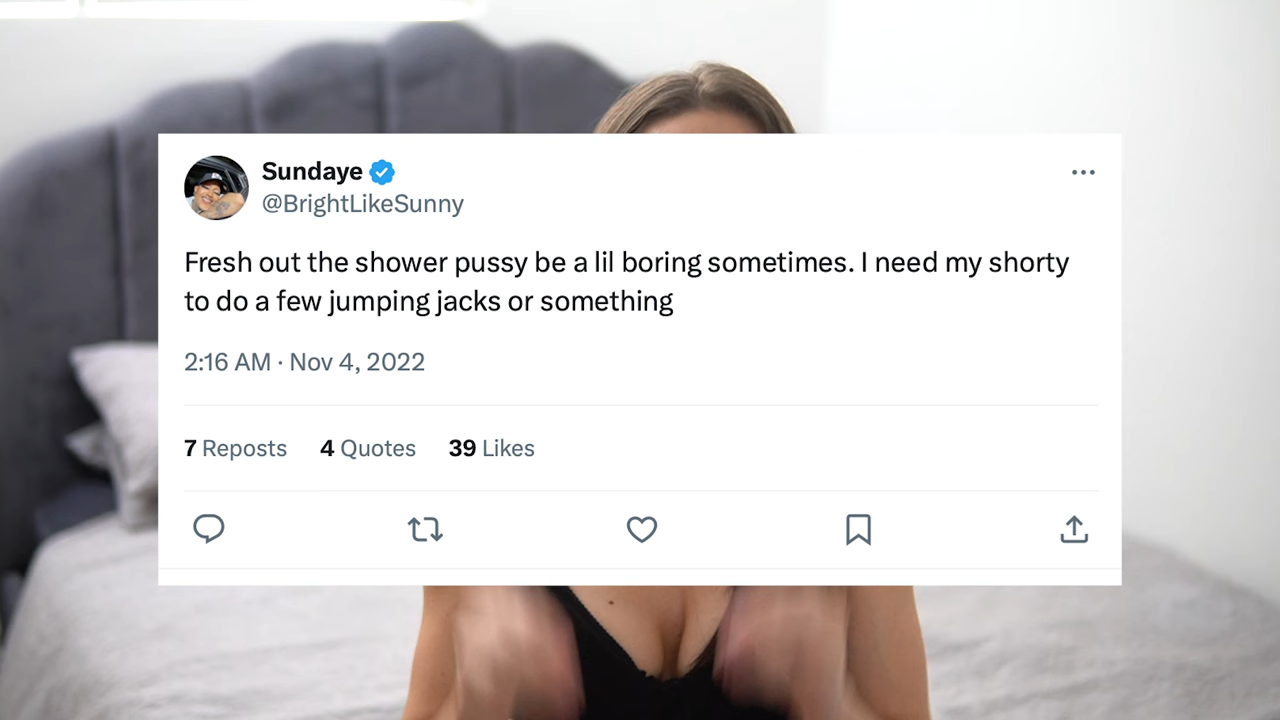 Sundaye
@BrightLikeSunny
Fresh out the shower pussy be a lil boring sometimes. I need my shorty
to do a few jumping jacks or something
2:16 AM · Nov 4, 2022
7 Reposts 4 Quotes 39 Likes